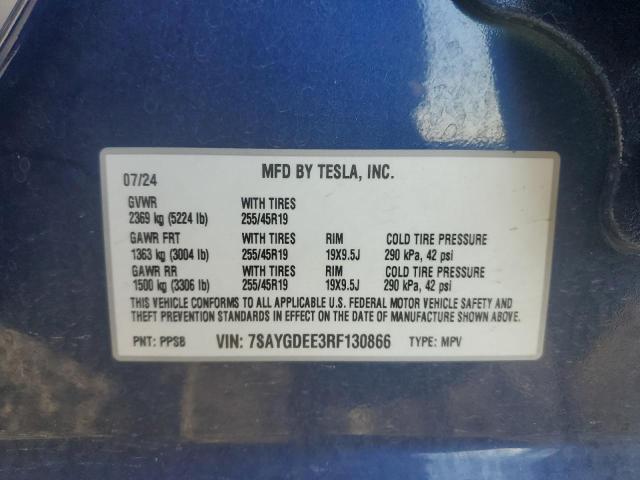 MFD BY TESLA, INC.
07/24
GVWR WITH TIRES
2369 kg (5224 lb) 255/45R19
GAWR FRT WITH TIRES RIM COLD TIRE PRESSURE
1363 kg (3004 lb) 255/45R19 19X9.5J 290 kPa, 42 psi
GAWR RR WITH TIRES RIM COLD TIRE PRESSURE
1500 kg (3306 lb) 255/45R19 19X9.5J 290 kPa, 42 psi
THIS VEHICLE CONFORMS TO ALL APPLICABLE U.S. FEDERAL MOTOR VEHICLE SAFETY AND
THEFT PREVENTION STANDARDS IN EFFECT ON THE DATE OF MANUFACTURE SHOWN ABOVE.
PNT: PPSB VIN: 7SAYGDEE3RF130866 TYPE: MPV